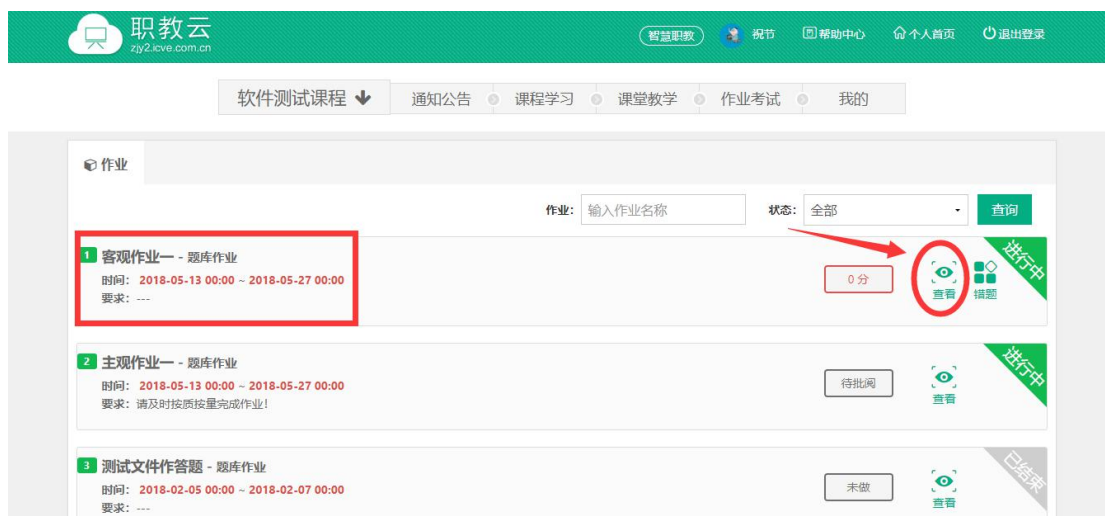 职教云
zjy2.icve.com.cn
智慧职教 祝节 帮助中心 个人首页 退出登录
软件测试课程 通知公告 课程学习 课堂教学 作业考试 我的
作业
作业: 输入作业名称 状态: 全部 查询
1 客观作业一 - 题库作业
时间: 2018-05-13 00:00 ~ 2018-05-27 00:00
要求: ---
0 分 查看 错题 进行中
2 主观作业一 - 题库作业
时间: 2018-05-13 00:00 ~ 2018-05-27 00:00
要求: 请及时按质按量完成作业!
待批阅 查看 进行中
3 测试文件作答题 - 题库作业
时间: 2018-02-05 00:00 ~ 2018-02-07 00:00
要求: ---
未做 查看 已结束